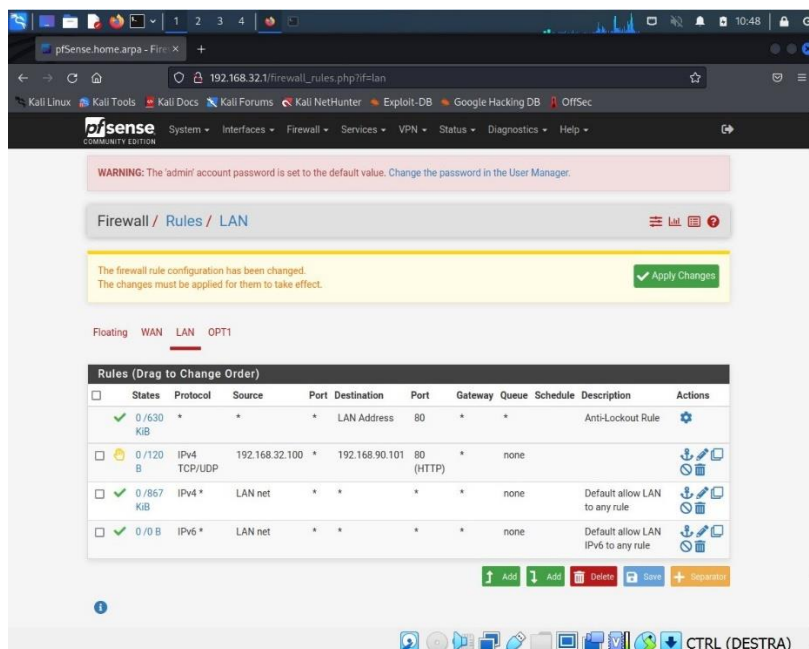 1 2 3 4 10:48
pfSense.home.arpa - Fire
192.168.32.1/firewall_rules.php?if=lan
Kali Linux Kali Tools Kali Docs Kali Forums Kali NetHunter Exploit-DB Google Hacking DB OffSec
pfsense System Interfaces Firewall Services VPN Status Diagnostics Help
COMMUNITY EDITION
WARNING: The 'admin' account password is set to the default value. Change the password in the User Manager.
Firewall / Rules / LAN
The firewall rule configuration has been changed.
The changes must be applied for them to take effect.
Apply Changes
Floating WAN LAN OPT1
Rules (Drag to Change Order)
States Protocol Source Port Destination Port Gateway Queue Schedule Description Actions
0 /630 * * * LAN Address 80 * * Anti-Lockout Rule
KiB
0 /120 IPv4 192.168.32.100 * 192.168.90.101 80 * none
B TCP/UDP (HTTP)
0 /867 IPv4 * LAN net * * * * none Default allow LAN
KiB to any rule
0 /0 B IPv6 * LAN net * * * * none Default allow LAN
IPv6 to any rule
Add Add Delete Save Separator
CTRL (DESTRA)